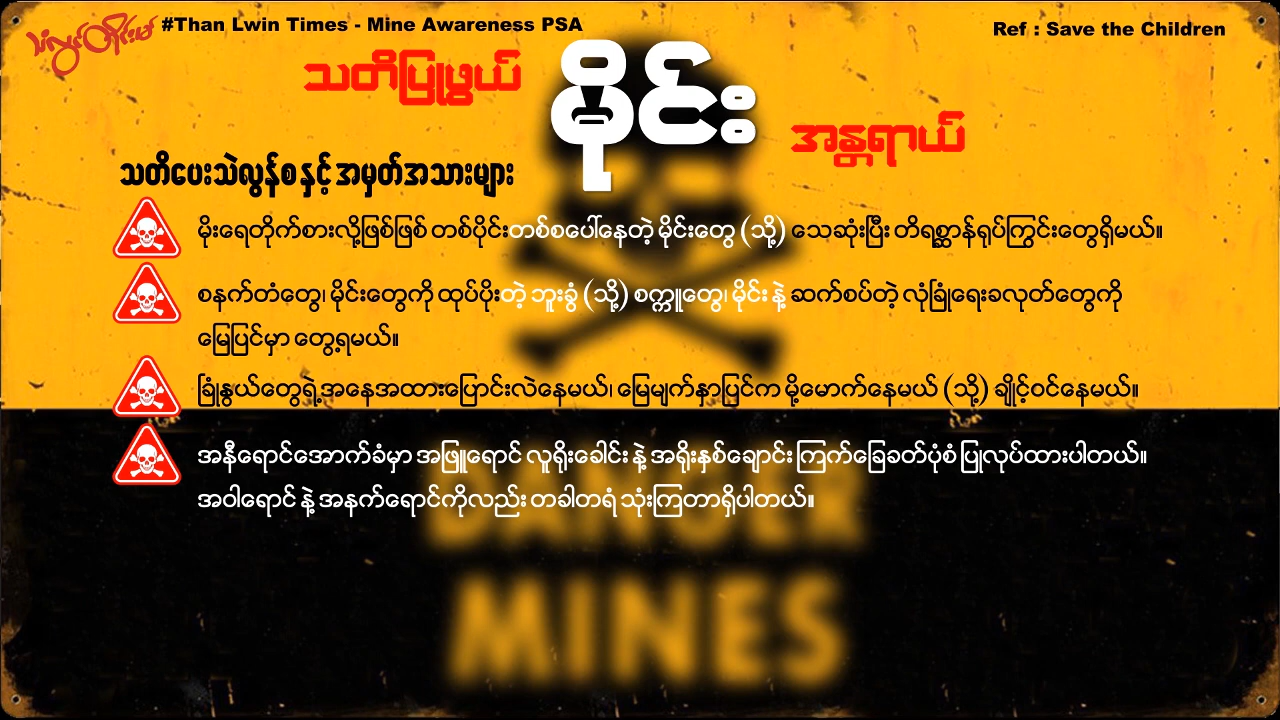 သံလွင်တိုင်းမ်
#Than Lwin Times - Mine Awareness PSA
Ref : Save the Children
သတိပြုဖွယ်
မိုင်း
အန္တရာယ်
သတိပေးသဲလွန်စ နှင့် အမှတ်အသားများ
မိုးရေတိုက်စားလို့ဖြစ်ဖြစ် တစ်ပိုင်းတစ်စပေါ်နေတဲ့ မိုင်းတွေ (သို့) သေဆုံးပြီး တိရစ္ဆာန်ရုပ်ကြွင်းတွေရှိမယ်။
စနက်တံတွေ၊ မိုင်းတွေကို ထုပ်ပိုးတဲ့ ဘူးခွံ (သို့) စက္ကူတွေ၊ မိုင်း နဲ့ ဆက်စပ်တဲ့ လုံခြုံရေးခလုတ်တွေကို
မြေပြင်မှာ တွေ့ရမယ်။
ခြုံနွယ်တွေရဲ့အနေအထားပြောင်းလဲနေမယ်၊ မြေမျက်နှာပြင်က မို့မောက်နေမယ် (သို့) ချိုင့်ဝင်နေမယ်။
အနီရောင်အောက်ခံမှာ အဖြူရောင် လူရိုးခေါင်း နဲ့ အရိုးနှစ်ချောင်း ကြက်ခြေခတ်ပုံစံ ပြုလုပ်ထားပါတယ်။
အဝါရောင် နဲ့ အနက်ရောင်ကိုလည်း တခါတရံ သုံးကြတာရှိပါတယ်။
DANGER
MINES